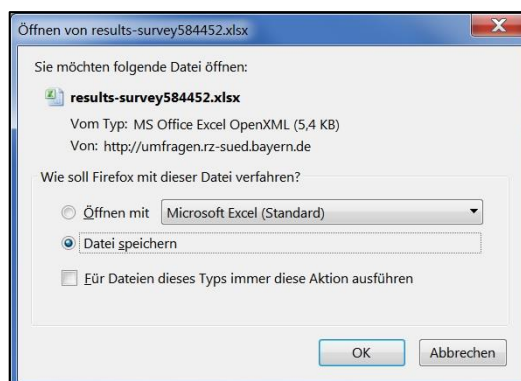 Öffnen von results-survey584452.xlsx
Sie möchten folgende Datei öffnen:
results-survey584452.xlsx
Vom Typ: MS Office Excel OpenXML (5,4 KB)
Von: http://umfragen.rz-sued.bayern.de
Wie soll Firefox mit dieser Datei verfahren?
Öffnen mit Microsoft Excel (Standard)
Datei speichern
Für Dateien dieses Typs immer diese Aktion ausführen
OK Abbrechen